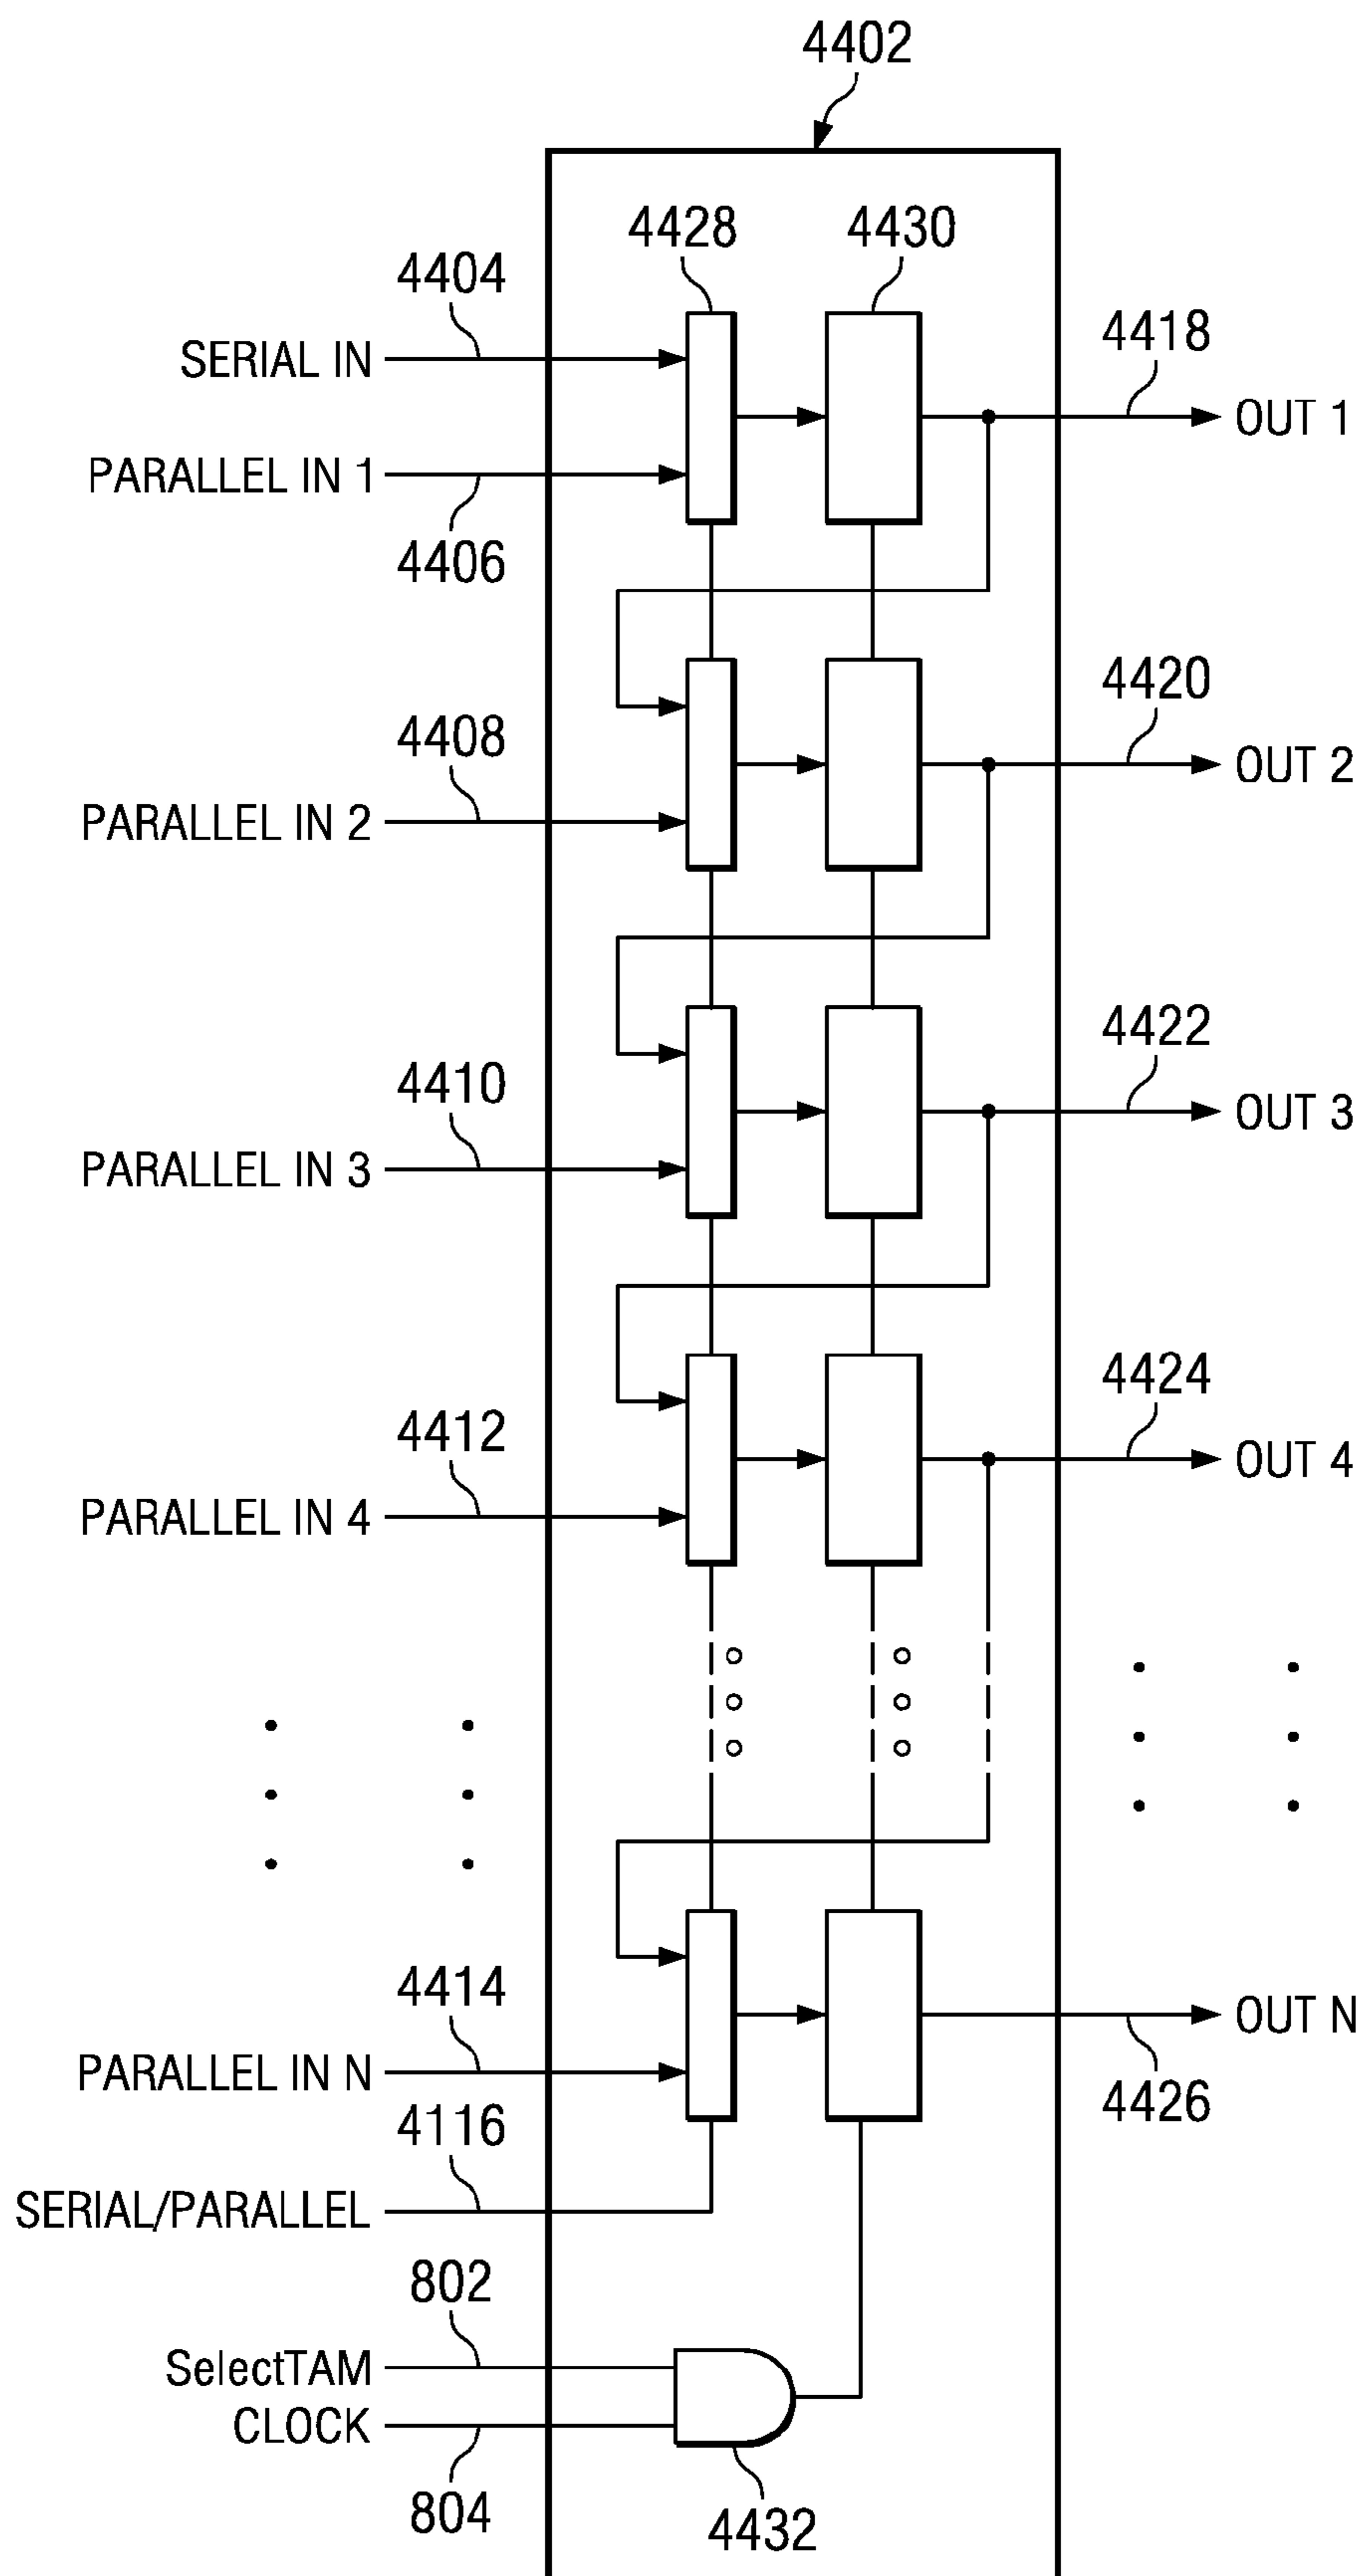 4402
4428 4430
4404
SERIAL IN
4418
OUT 1
PARALLEL IN 1
4406
4420
4408
OUT 2
PARALLEL IN 2
4422
4410
OUT 3
PARALLEL IN 3
4424
4412
OUT 4
PARALLEL IN 4
4414
OUT N
PARALLEL IN N
4426
4116
SERIAL/PARALLEL
802
SelectTAM
CLOCK
804
4432